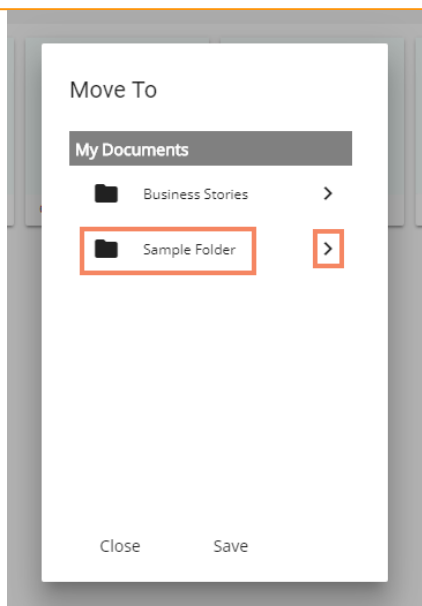 Move To
My Documents
Business Stories
Sample Folder
Close Save